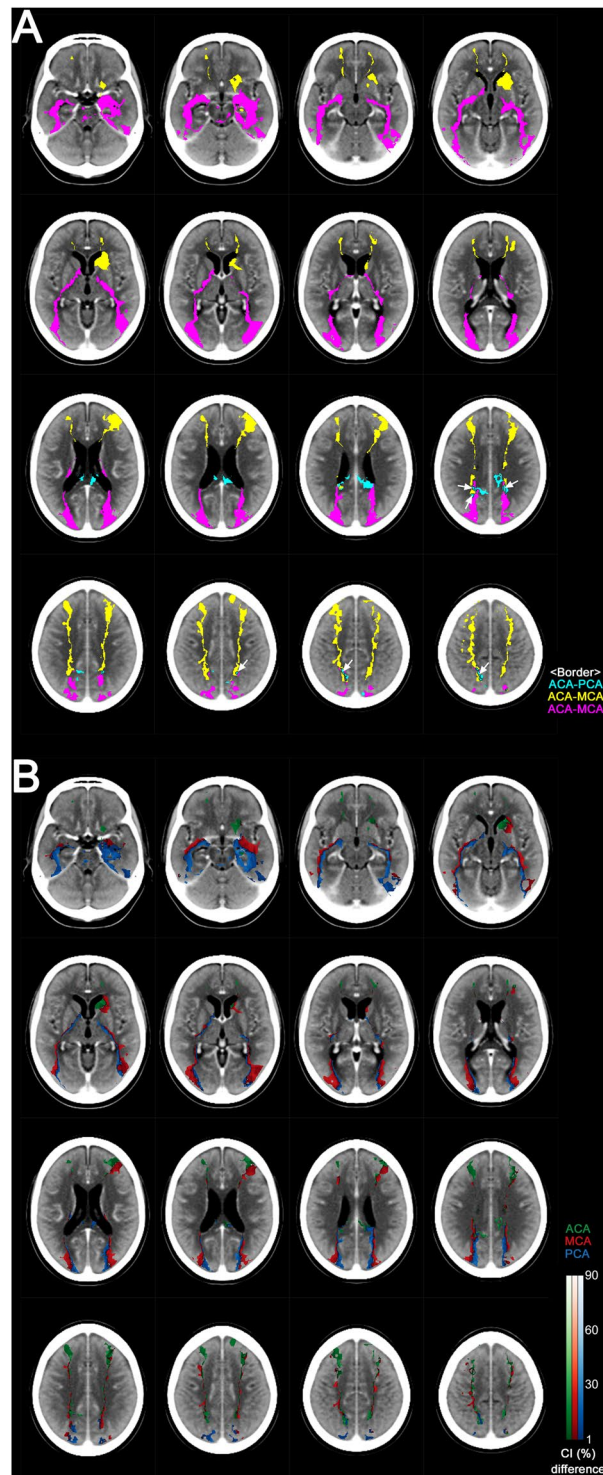 A
<Border>
ACA-PCA
ACA-MCA
ACA-MCA
B
ACA
MCA
PCA
90
60
30
1
CI (%)
difference